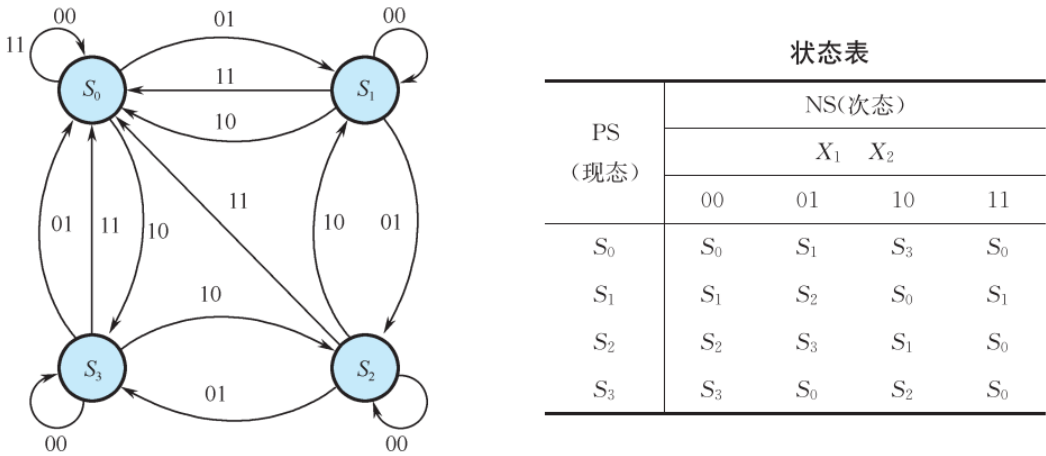 00
01
00
11
S0
11
S1
10
01
11
10
11
10
01
10
S3
S2
01
00
00
状态表
PS
(现态)
NS(次态)
X1 X2
00 01 10 11
S0 S0 S1 S3 S0
S1 S1 S2 S0 S1
S2 S2 S3 S1 S0
S3 S3 S0 S2 S0